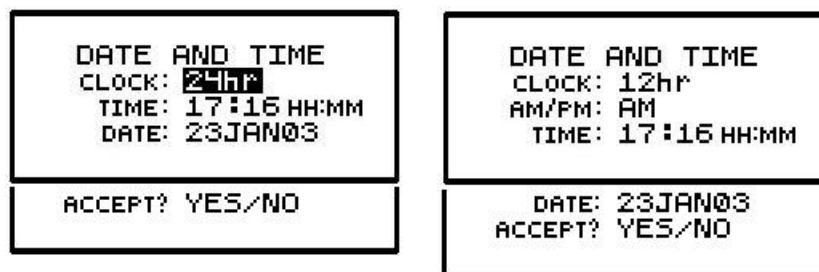 DATE AND TIME
CLOCK: 24hr
TIME: 17:16 HH:MM
DATE: 23JAN03
ACCEPT? YES/NO
DATE AND TIME
CLOCK: 12hr
AM/PM: AM
TIME: 17:16 HH:MM
DATE: 23JAN03
ACCEPT? YES/NO